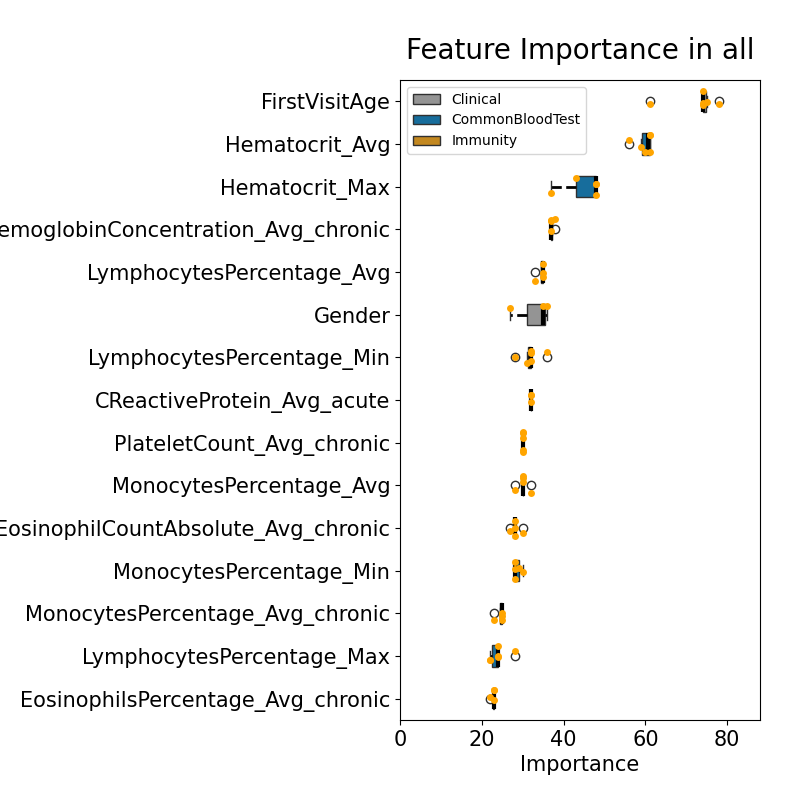 Feature Importance in all
FirstVisitAge
Hematocrit_Avg
Hematocrit_Max
emoglobinConcentration_Avg_chronic
LymphocytesPercentage_Avg
Gender
LymphocytesPercentage_Min
CReactiveProtein_Avg_acute
PlateletCount_Avg_chronic
MonocytesPercentage_Avg
EosinophilCountAbsolute_Avg_chronic
MonocytesPercentage_Min
MonocytesPercentage_Avg_chronic
LymphocytesPercentage_Max
EosinophilsPercentage_Avg_chronic
Clinical
CommonBloodTest
Immunity
0 20 40 60 80
Importance